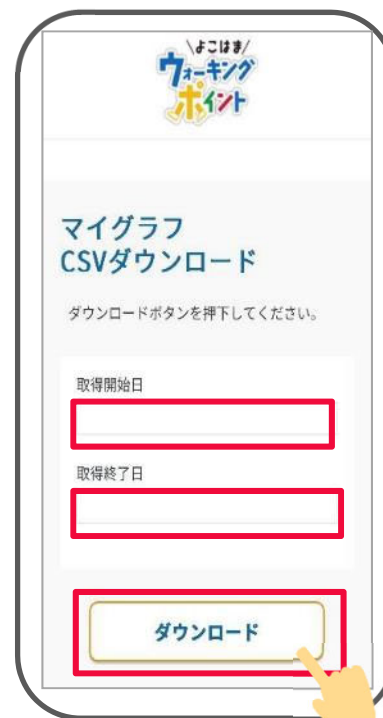 よこはま
ウォーキング
ポイント
マイグラフ
CSVダウンロード
ダウンロードボタンを押下してください。
取得開始日
取得終了日
ダウンロード